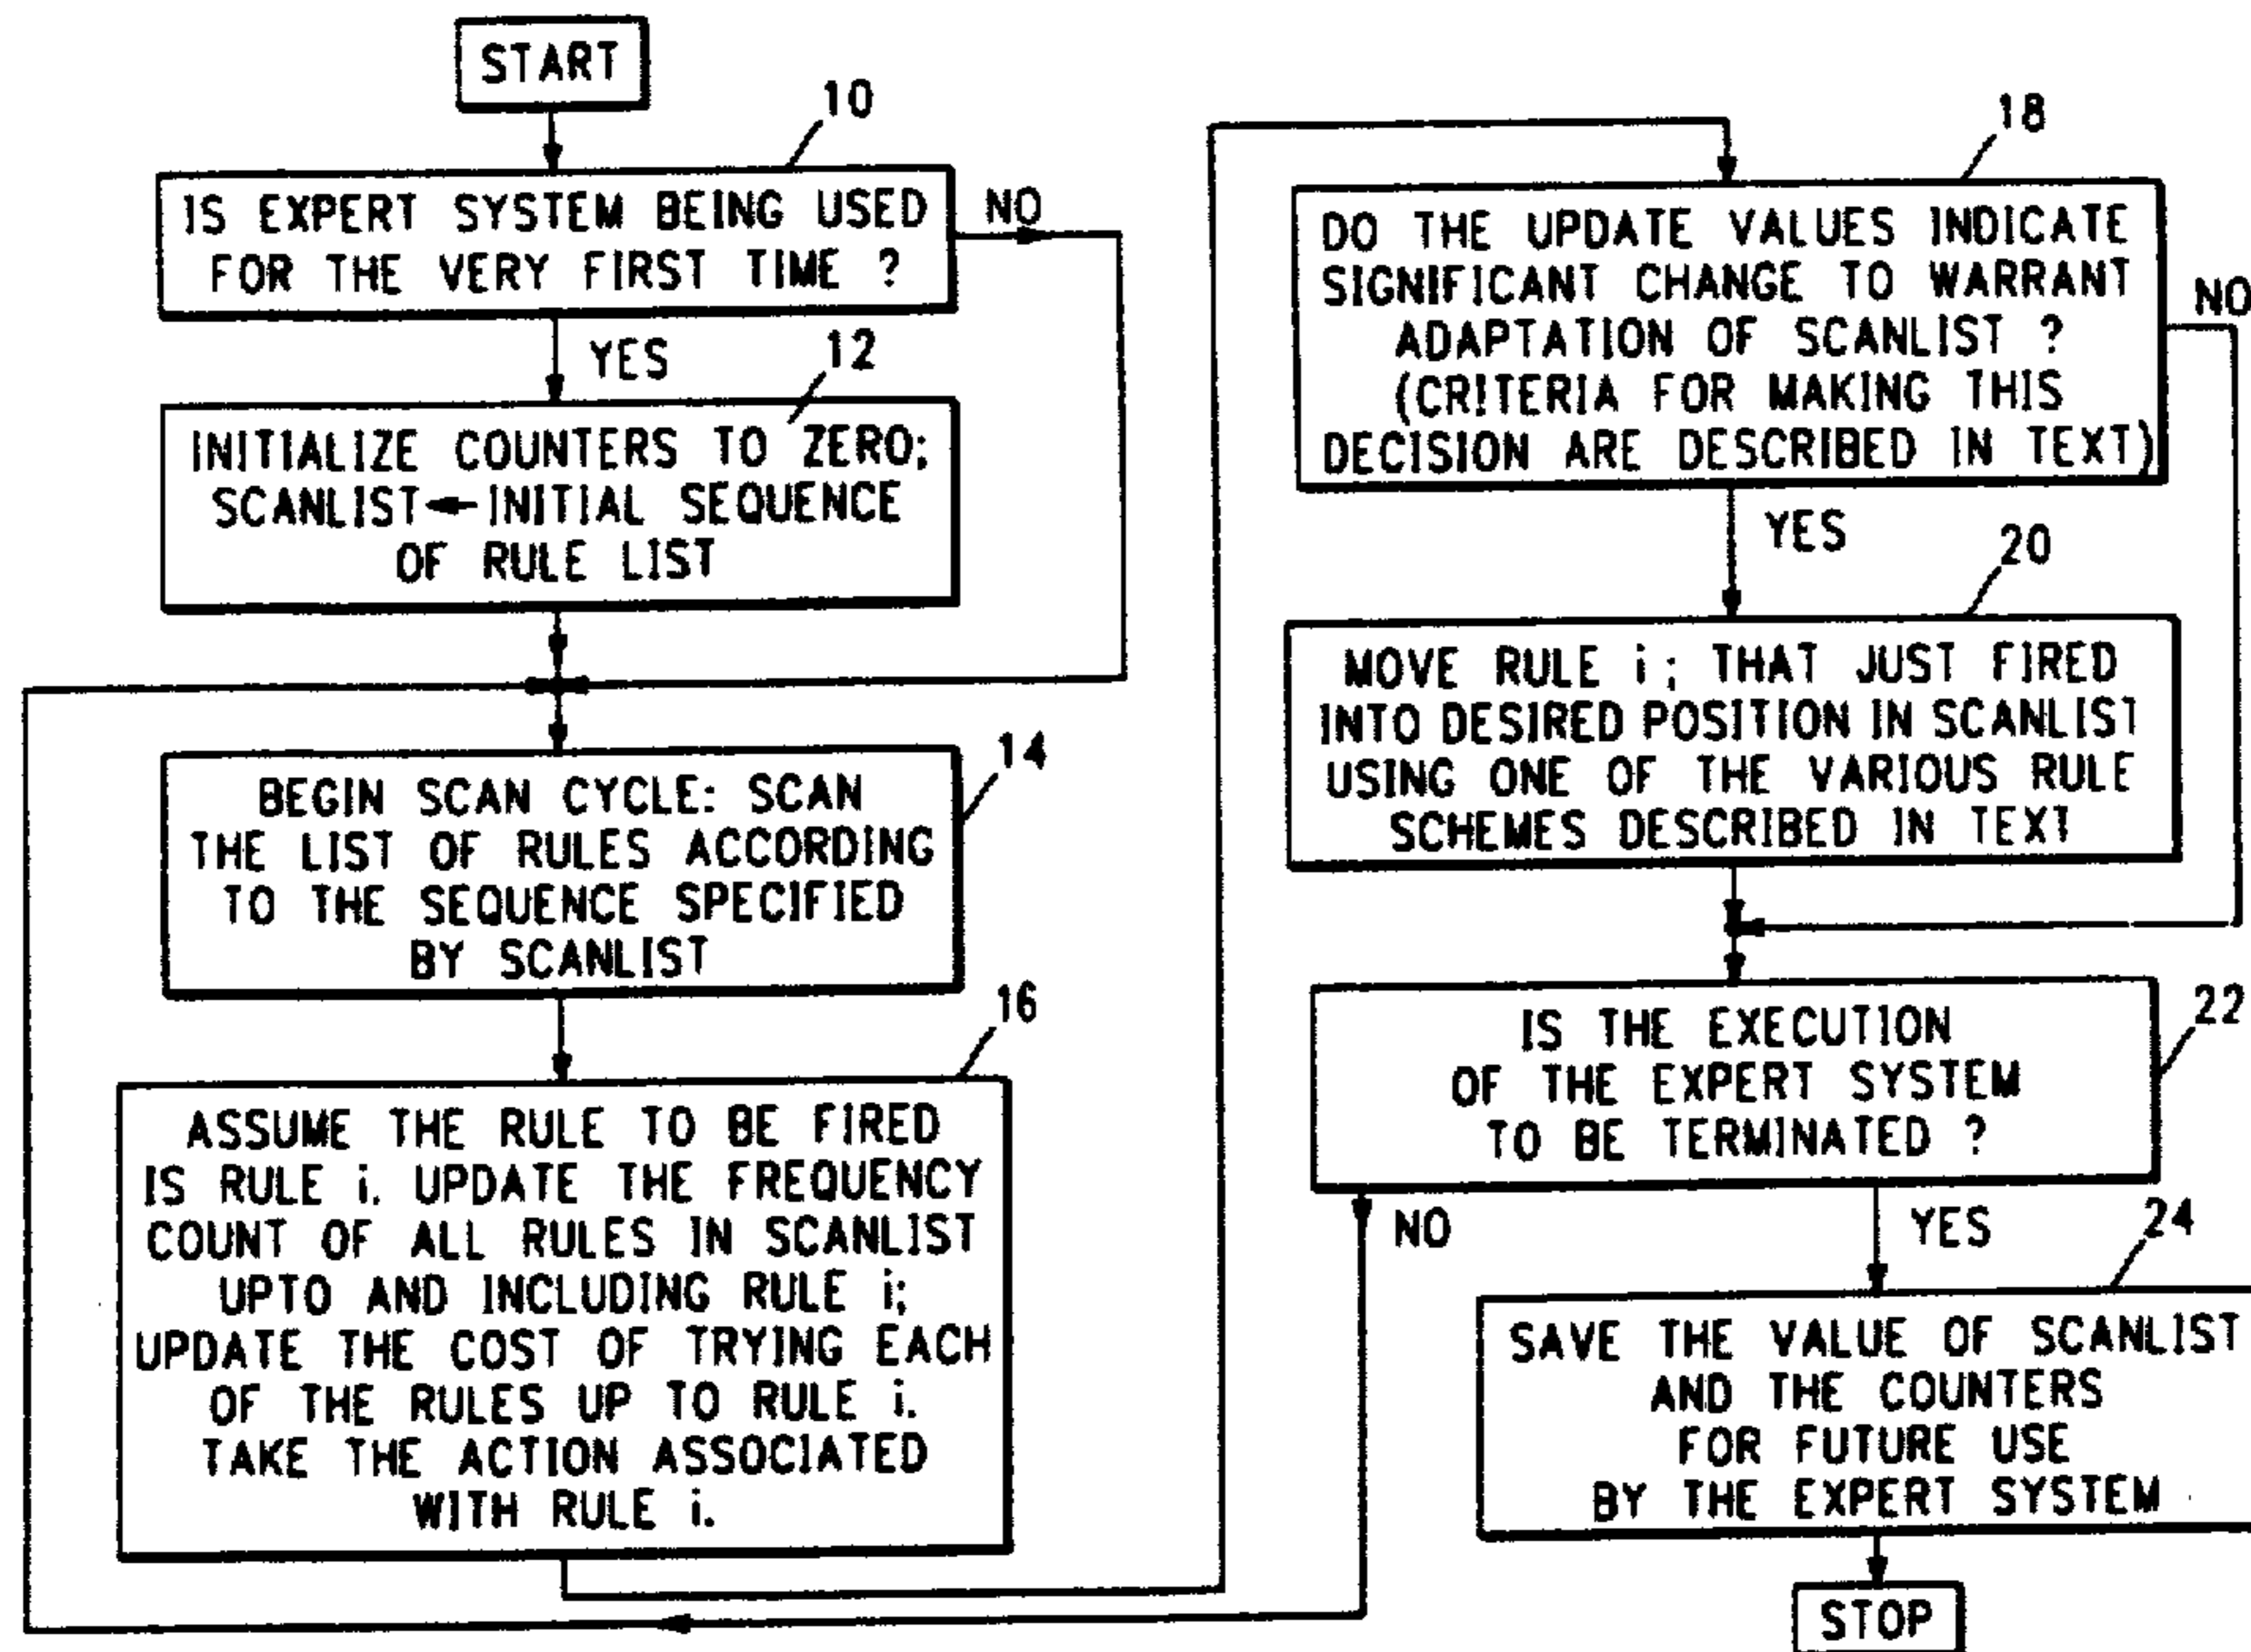 START
10
IS EXPERT SYSTEM BEING USED
FOR THE VERY FIRST TIME ?
NO
YES
12
INITIALIZE COUNTERS TO ZERO;
SCANLIST←INITIAL SEQUENCE
OF RULE LIST
14
BEGIN SCAN CYCLE: SCAN
THE LIST OF RULES ACCORDING
TO THE SEQUENCE SPECIFIED
BY SCANLIST
16
ASSUME THE RULE TO BE FIRED
IS RULE i. UPDATE THE FREQUENCY
COUNT OF ALL RULES IN SCANLIST
UPTO AND INCLUDING RULE i;
UPDATE THE COST OF TRYING EACH
OF THE RULES UP TO RULE i.
TAKE THE ACTION ASSOCIATED
WITH RULE i.
18
DO THE UPDATE VALUES INDICATE
SIGNIFICANT CHANGE TO WARRANT
ADAPTATION OF SCANLIST ?
(CRITERIA FOR MAKING THIS
DECISION ARE DESCRIBED IN TEXT)
NO
YES
20
MOVE RULE i; THAT JUST FIRED
INTO DESIRED POSITION IN SCANLIST
USING ONE OF THE VARIOUS RULE
SCHEMES DESCRIBED IN TEXT
22
IS THE EXECUTION
OF THE EXPERT SYSTEM
TO BE TERMINATED ?
NO
YES
24
SAVE THE VALUE OF SCANLIST
AND THE COUNTERS
FOR FUTURE USE
BY THE EXPERT SYSTEM
STOP